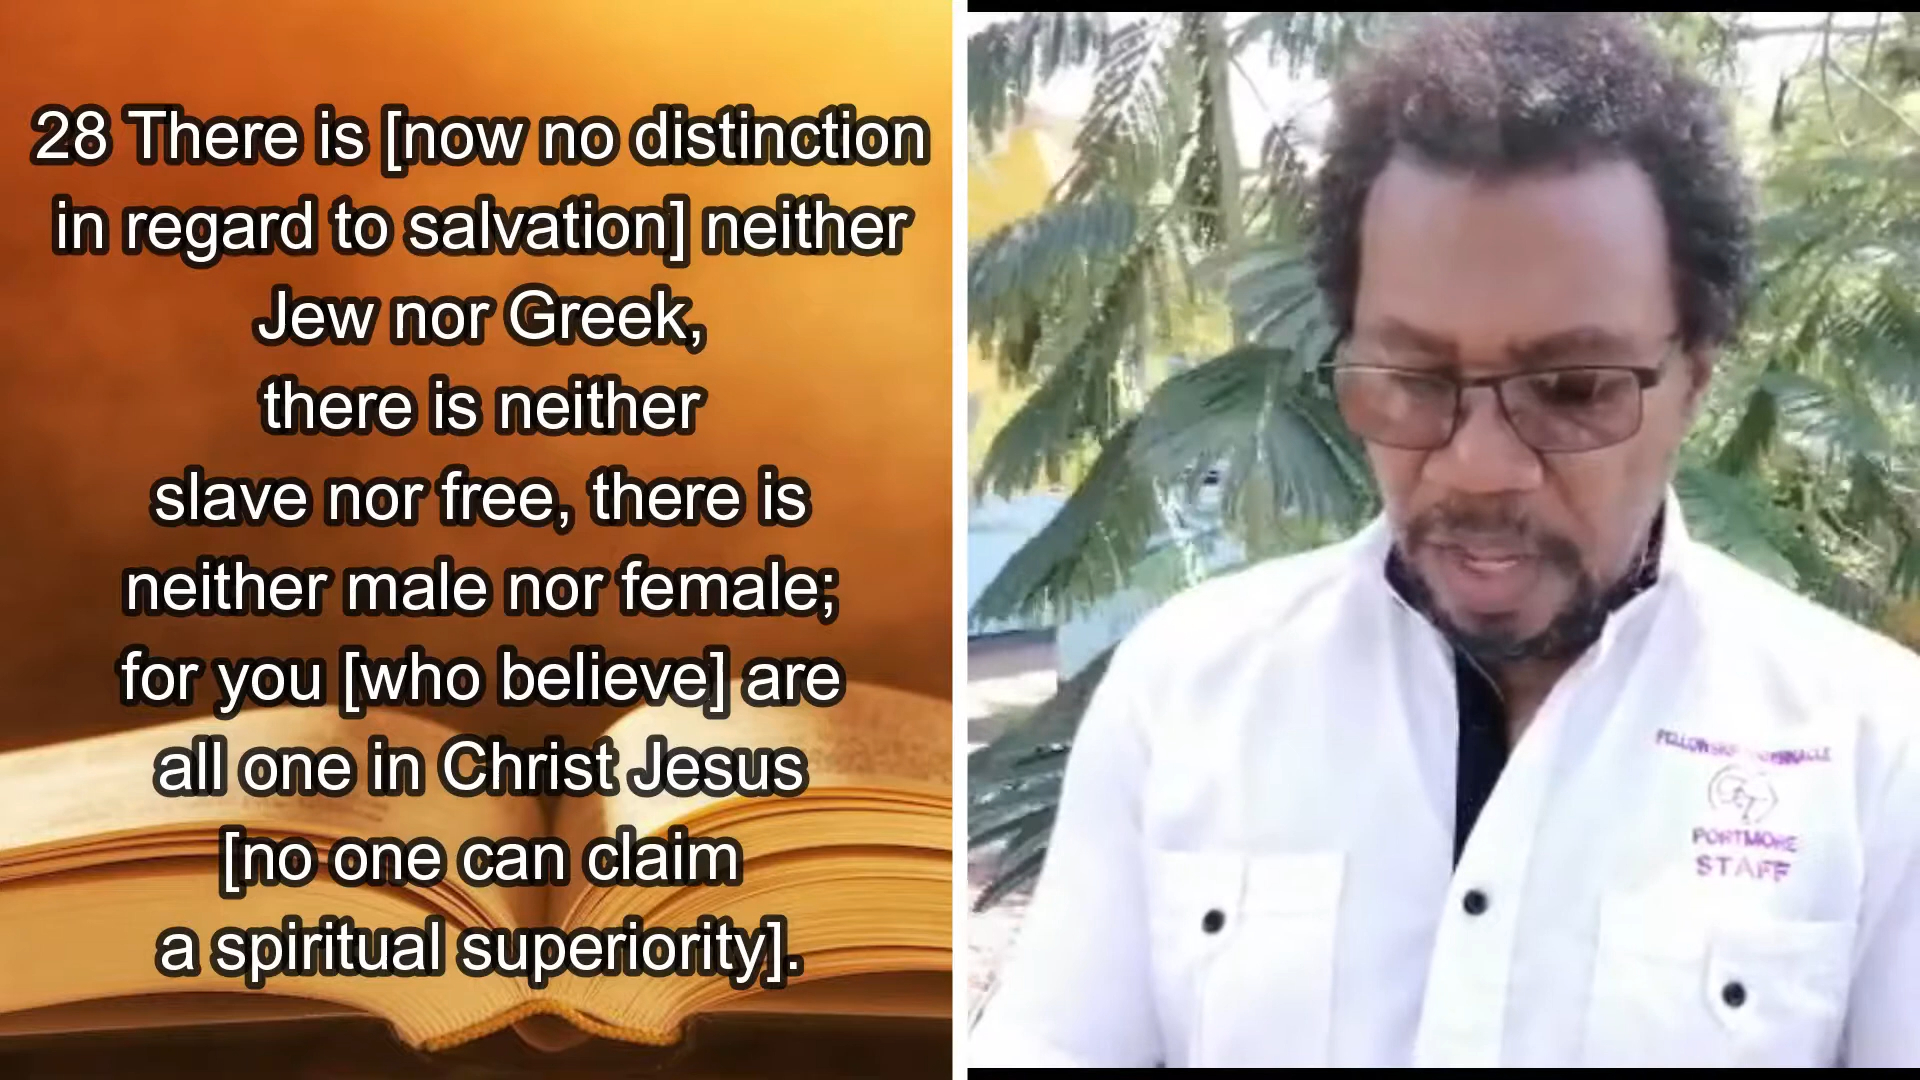 28 There is [now no distinction
in regard to salvation] neither
Jew nor Greek,
there is neither
slave nor free, there is
neither male nor female;
for you [who believe] are
all one in Christ Jesus
[no one can claim
a spiritual superiority].
FELLOWSHIP TABERNACLE
PORTMORE
STAFF